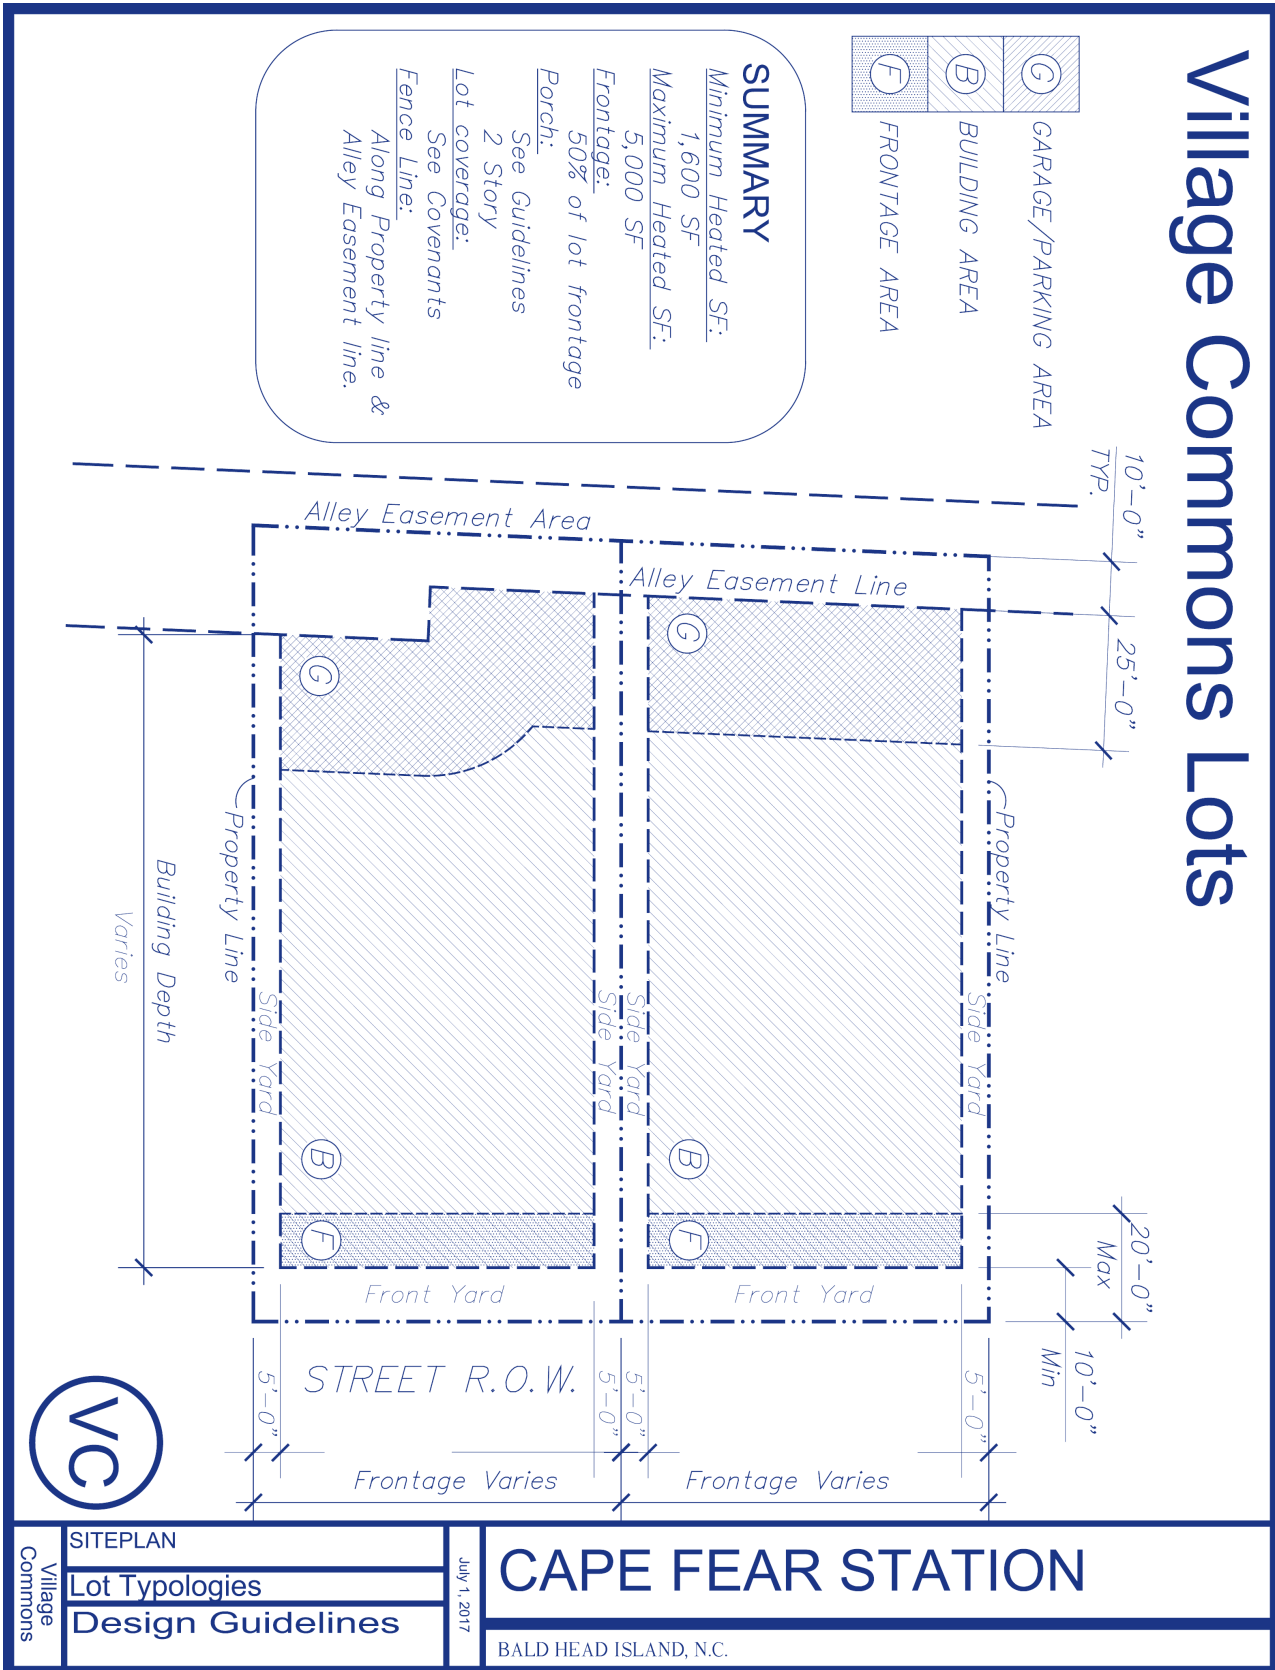 Village Commons Lots
G
GARAGE/PARKING AREA
B
BUILDING AREA
F
FRONTAGE AREA
SUMMARY
Minimum Heated SF:
1,600 SF
Maximum Heated SF:
5,000 SF
Frontage:
50% of lot frontage
Porch:
See Guidelines
2 Story
Lot coverage:
See Covenants
Fence Line:
Along Property line &
Alley Easement line.
10'-0"
TYP.
25'-0"
Alley Easement Area
Alley Easement Line
G
G
Property Line
Property Line
Building Depth
Varies
Side Yard
Side Yard
Side Yard
Side Yard
B
B
F
F
20'-0"
Max
10'-0"
Min
Front Yard
Front Yard
STREET R.O.W.
5'-0"
5'-0"
5'-0"
5'-0"
Frontage Varies
Frontage Varies
VC
Village
Commons
SITEPLAN
Lot Typologies
Design Guidelines
July 1, 2017
CAPE FEAR STATION
BALD HEAD ISLAND, N.C.